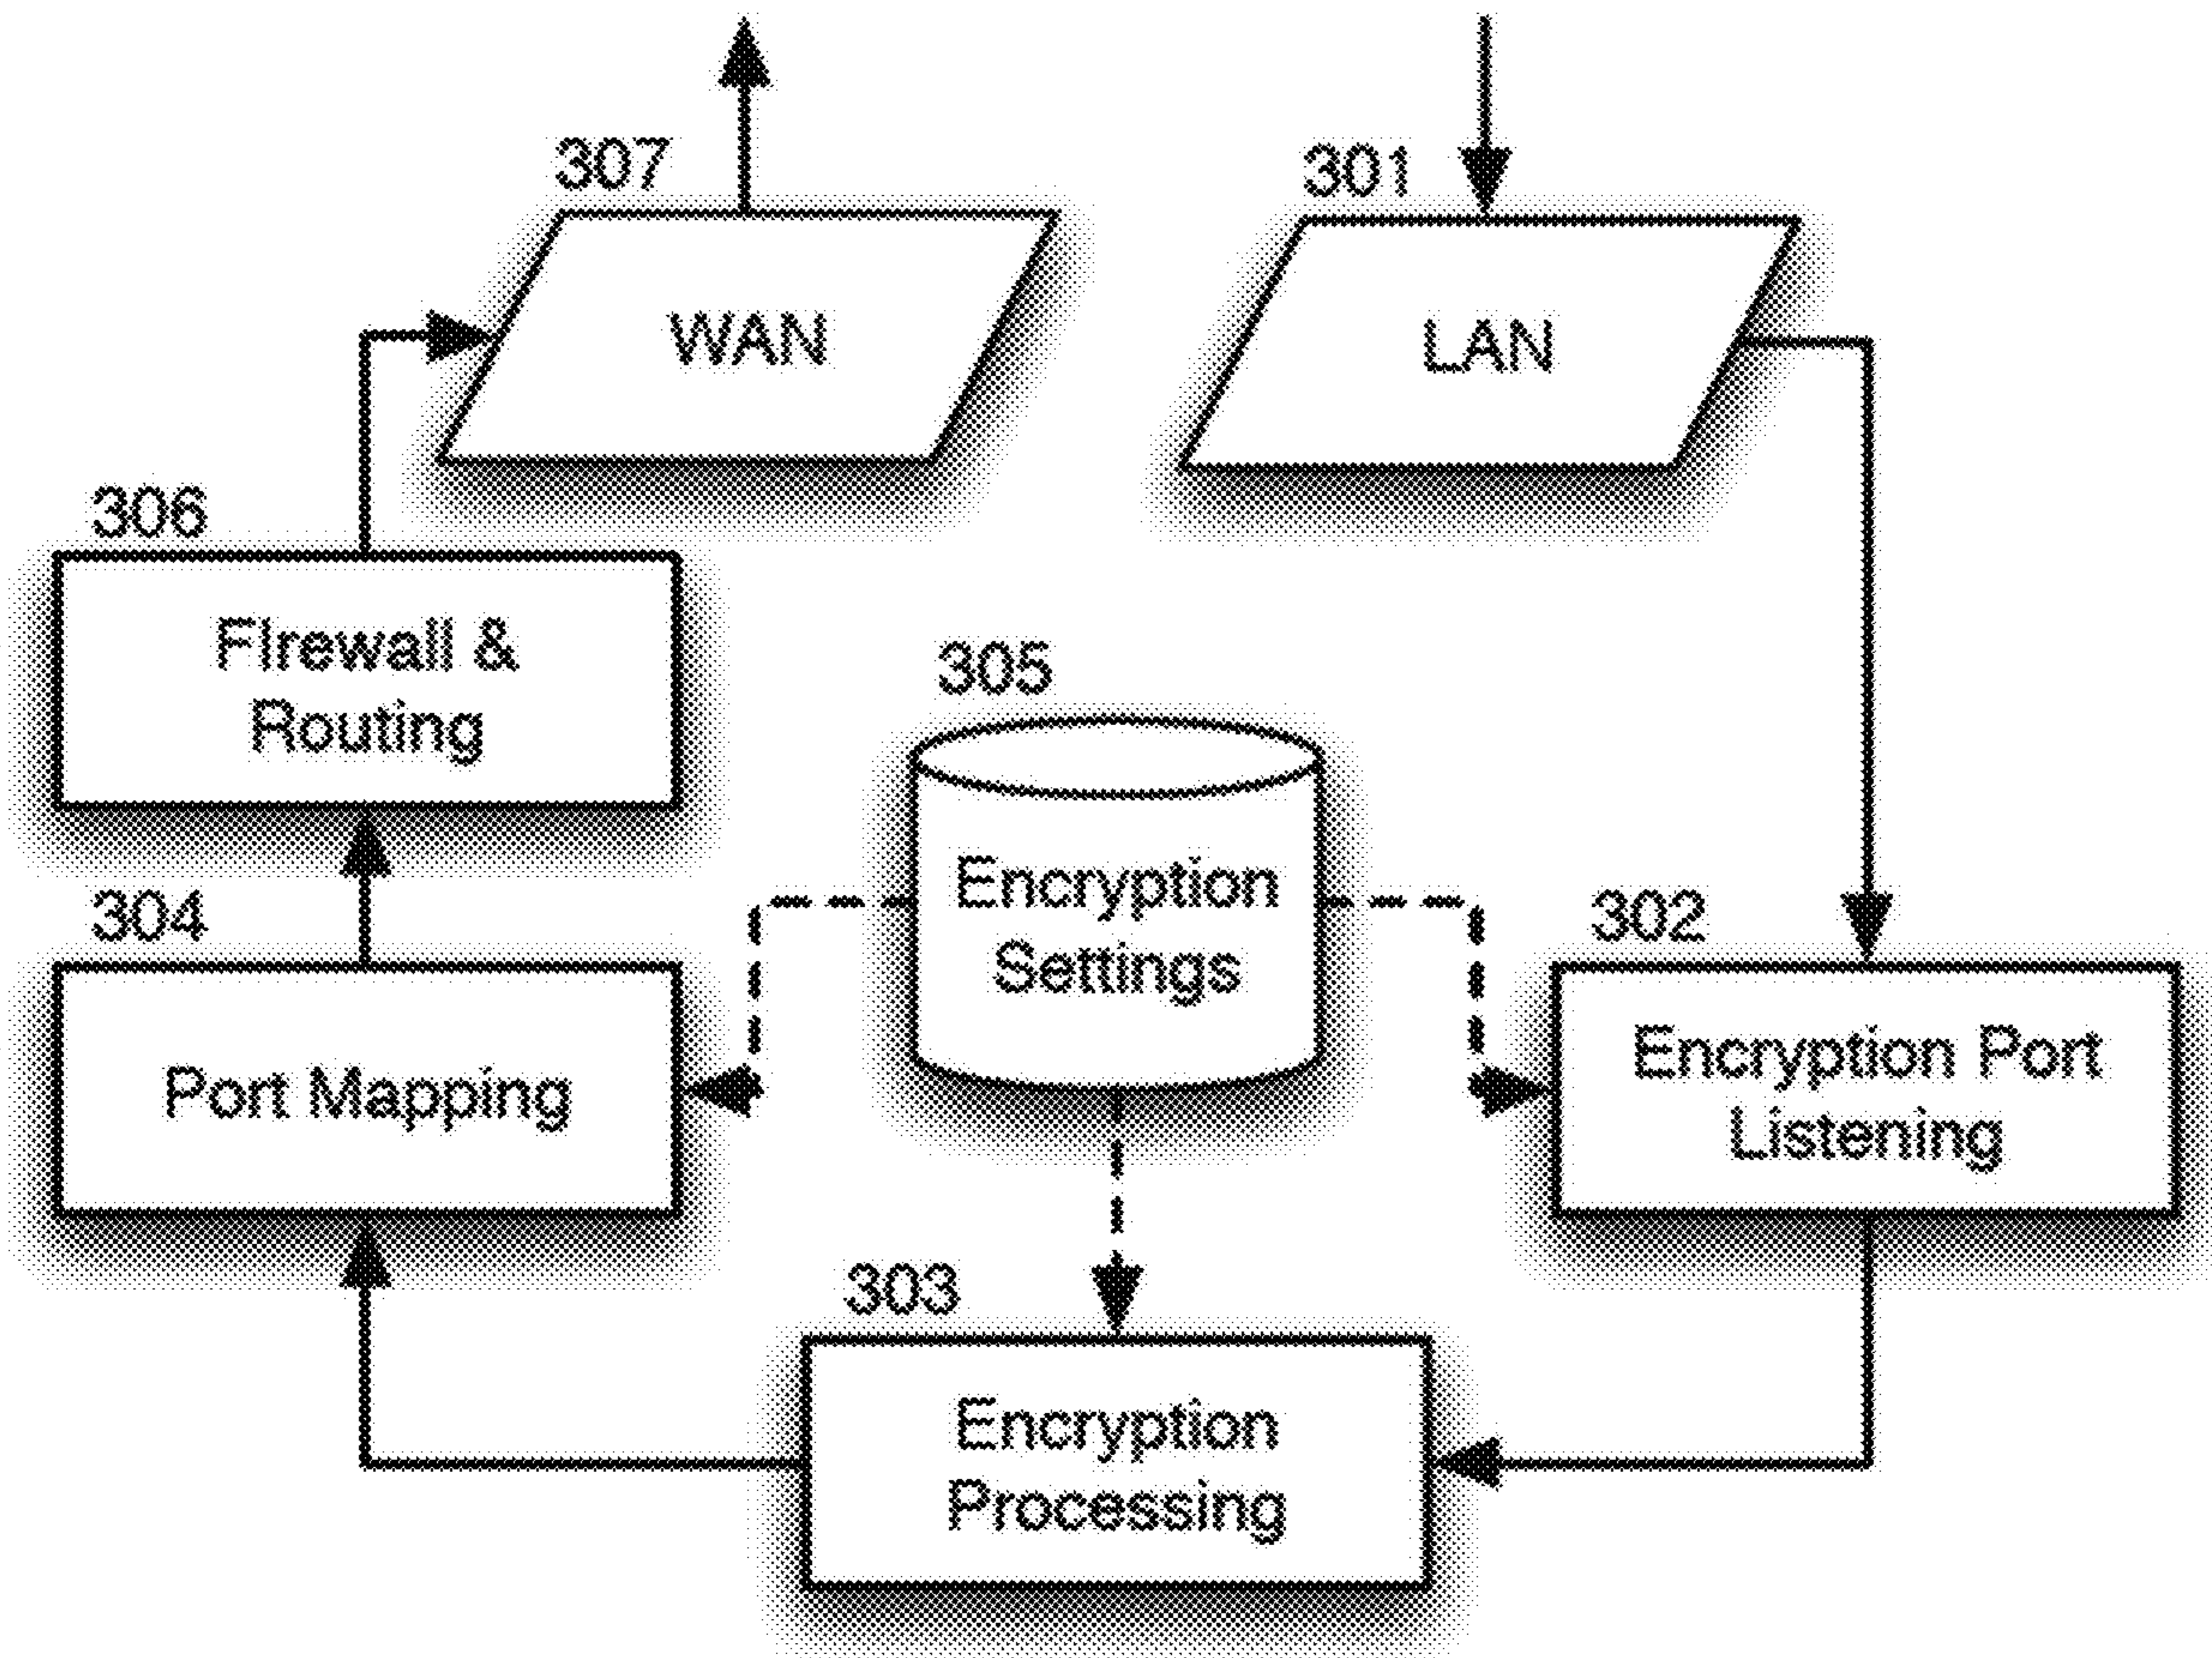 307
WAN
301
LAN
306
FIrewall &
Routing
305
Encryption
Settings
304
Port Mapping
302
Encryption Port
Listening
303
Encryption
Processing